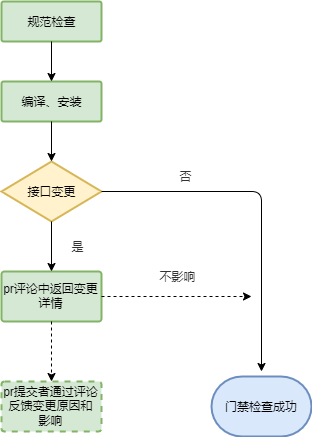 规范检查
编译、安装
接口变更
否
是
pr评论中返回变更
详情
不影响
pr提交者通过评论
反馈变更原因和
影响
门禁检查成功